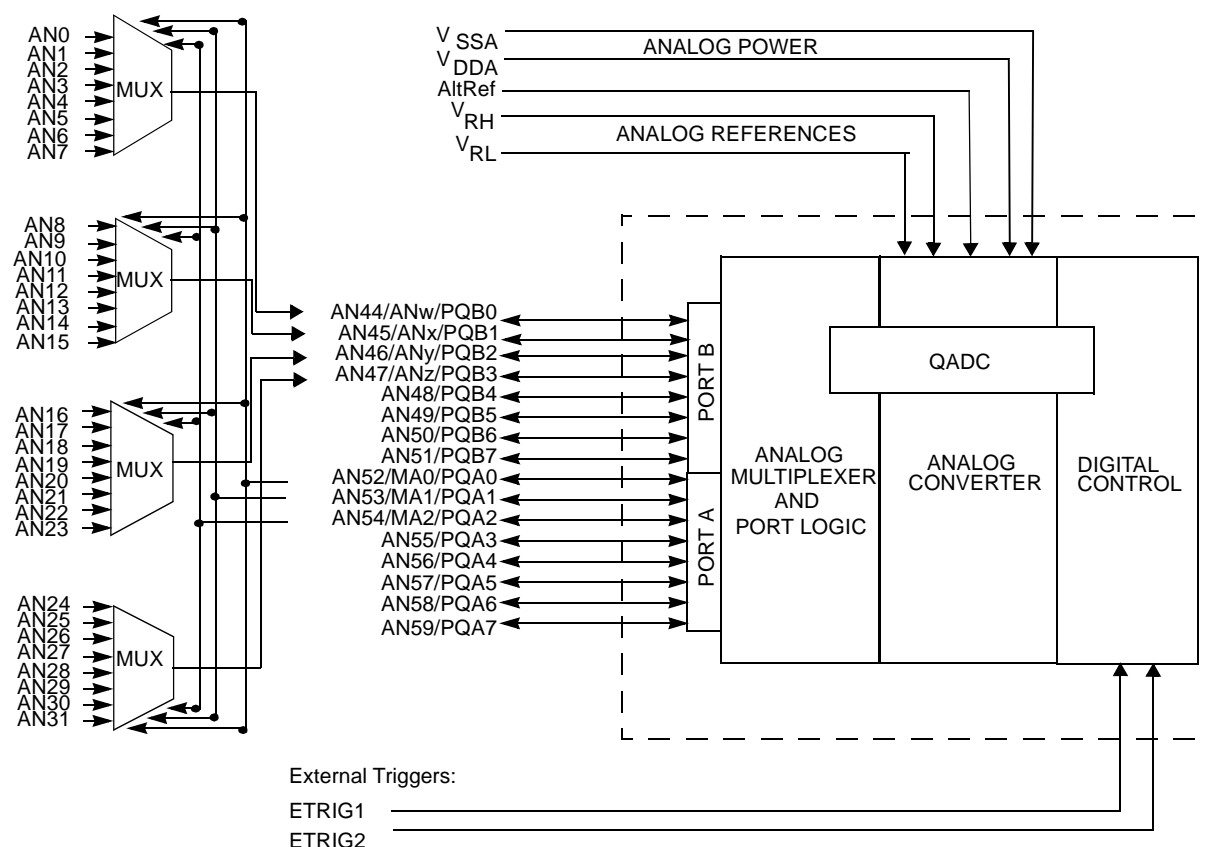 AN0
AN1
AN2
AN3
AN4
AN5
AN6
AN7
MUX
AN8
AN9
AN10
AN11
AN12
AN13
AN14
AN15
MUX
AN16
AN17
AN18
AN19
AN20
AN21
AN22
AN23
MUX
AN24
AN25
AN26
AN27
AN28
AN29
AN30
AN31
MUX
V SSA
V DDA
AltRef
V RH
V RL
ANALOG POWER
ANALOG REFERENCES
AN44/ANw/PQB0
AN45/ANx/PQB1
AN46/ANy/PQB2
AN47/ANz/PQB3
AN48/PQB4
AN49/PQB5
AN50/PQB6
AN51/PQB7
AN52/MA0/PQA0
AN53/MA1/PQA1
AN54/MA2/PQA2
AN55/PQA3
AN56/PQA4
AN57/PQA5
AN58/PQA6
AN59/PQA7
PORT B
PORT A
QADC
ANALOG
MULTIPLEXER
AND
PORT LOGIC
ANALOG
CONVERTER
DIGITAL
CONTROL
External Triggers:
ETRIG1
ETRIG2